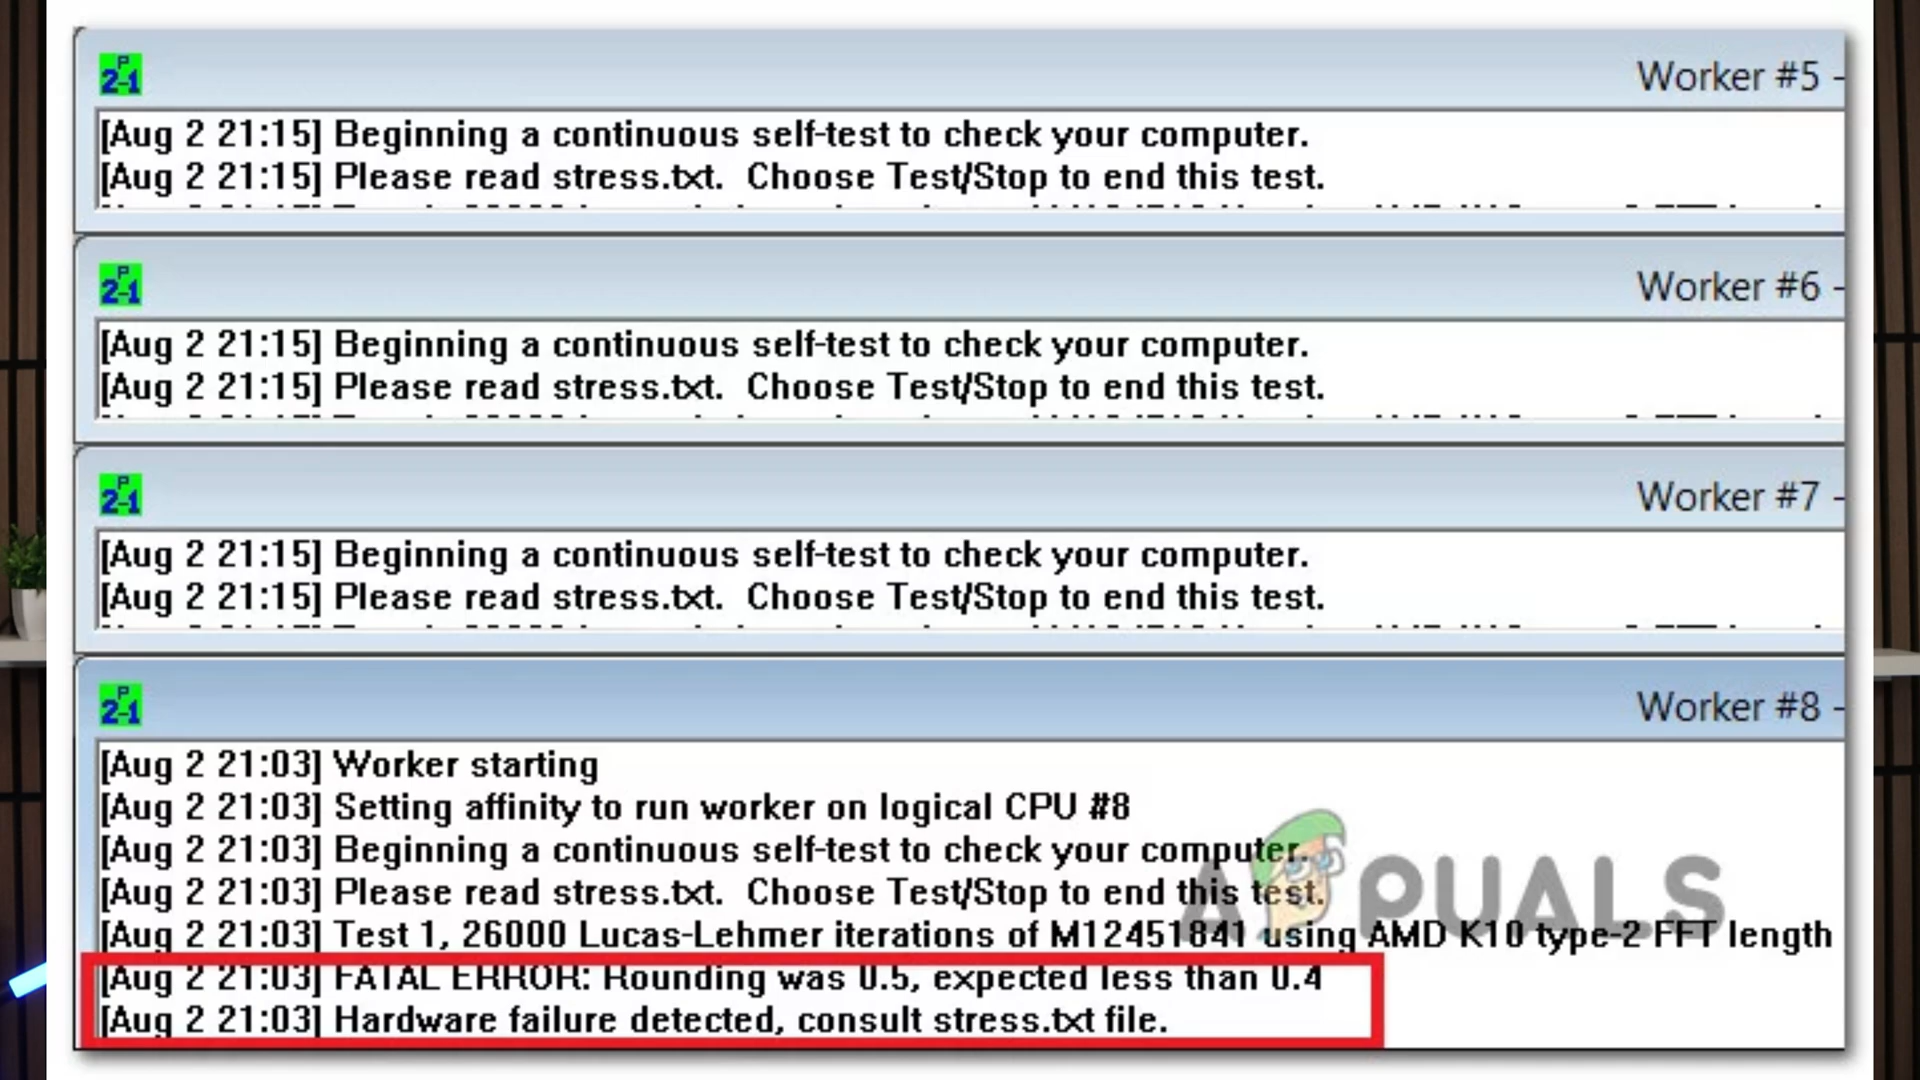 P
2-1
Worker #5 -
[Aug 2 21:15] Beginning a continuous self-test to check your computer.
[Aug 2 21:15] Please read stress.txt.  Choose Test/Stop to end this test.
P
2-1
Worker #6 -
[Aug 2 21:15] Beginning a continuous self-test to check your computer.
[Aug 2 21:15] Please read stress.txt.  Choose Test/Stop to end this test.
P
2-1
Worker #7 -
[Aug 2 21:15] Beginning a continuous self-test to check your computer.
[Aug 2 21:15] Please read stress.txt.  Choose Test/Stop to end this test.
P
2-1
Worker #8 -
[Aug 2 21:03] Worker starting
[Aug 2 21:03] Setting affinity to run worker on logical CPU #8
[Aug 2 21:03] Beginning a continuous self-test to check your computer.
[Aug 2 21:03] Please read stress.txt.  Choose Test/Stop to end this test.
[Aug 2 21:03] Test 1, 26000 Lucas-Lehmer iterations of M12451841 using AMD K10 type-2 FFT length
[Aug 2 21:03] FATAL ERROR: Rounding was 0.5, expected less than 0.4
[Aug 2 21:03] Hardware failure detected, consult stress.txt file.
A PUALS